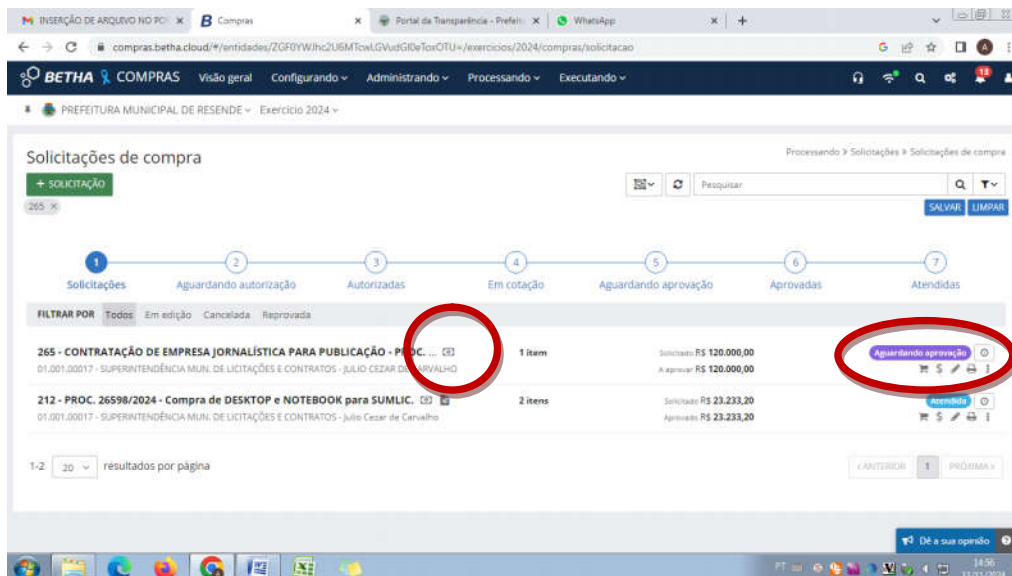 INSERÇÃO DE ARQUIVO NO PO
Compras
Portal da Transparência - Prefeit
WhatsApp
compras.betha.cloud/#/entidades/ZGF0YWJhc2U6MTcwLGVudGl0eToxOTU=/exercicios/2024/compras/solicitacao
BETHA COMPRAS Visão geral Configurando Administrando Processando Executando
PREFEITURA MUNICIPAL DE RESENDE Exercício 2024
Solicitações de compra
Processando > Solicitações > Solicitações de compra
+ SOLICITAÇÃO
Pesquisar
265 ×
SALVAR LIMPAR
1 2 3 4 5 6 7
Solicitações Aguardando autorização Autorizadas Em cotação Aguardando aprovação Aprovadas Atendidas
FILTRAR POR Todos Em edição Cancelada Reprovada
265 - CONTRATAÇÃO DE EMPRESA JORNALÍSTICA PARA PUBLICAÇÃO - PROC. ... 1 item Solicitado R$ 120.000,00 Aguardando aprovação
01.001.00017 - SUPERINTENDÊNCIA MUN. DE LICITAÇÕES E CONTRATOS - JULIO CEZAR DE CARVALHO A aprovar R$ 120.000,00
212 - PROC. 26598/2024 - Compra de DESKTOP e NOTEBOOK para SUMLIC. 2 itens Solicitado R$ 23.233,20 Atendida
01.001.00017 - SUPERINTENDÊNCIA MUN. DE LICITAÇÕES E CONTRATOS - Julio Cezar de Carvalho Aprovado R$ 23.233,20
1-2 20 resultados por página
< ANTERIOR 1 PRÓXIMA >
Dê a sua opinião
PT
14:56